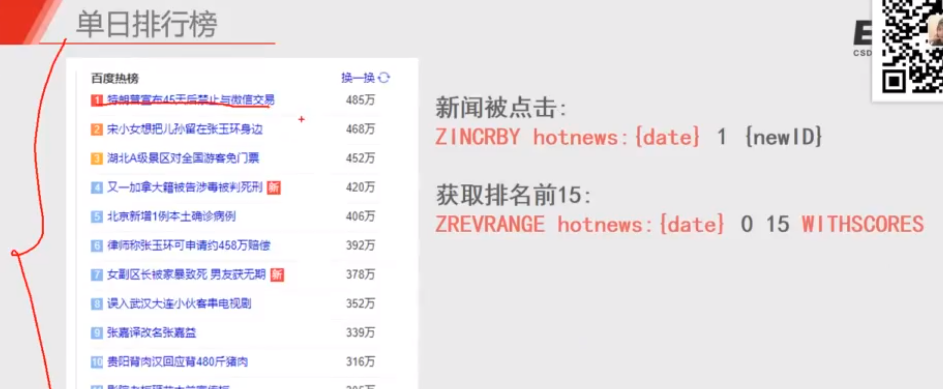 单日排行榜
E
CSD
百度热榜 换一换
1 特朗普宣布45天后禁止与微信交易 485万
2 宋小女想把儿孙留在张玉环身边 468万
3 湖北A级景区对全国游客免门票 452万
4 又一加拿大籍被告涉毒被判死刑 新 420万
5 北京新增1例本土确诊病例 406万
6 律师称张玉环可申请约458万赔偿 392万
7 女副区长被家暴致死 男友获无期 新 378万
8 误入武汉大连小伙客串电视剧 352万
9 张嘉译改名张嘉益 339万
10 贵阳背肉汉回应背480斤猪肉 316万
新闻被点击:
ZINCRBY hotnews:{date} 1 {newID}
获取排名前15:
ZREVRANGE hotnews:{date} 0 15 WITHSCORES